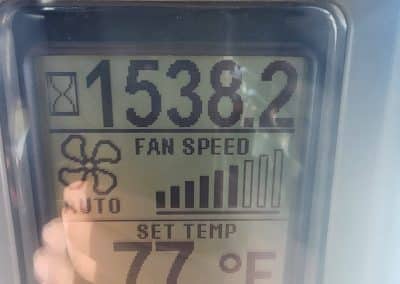 1538.2
FAN SPEED
AUTO
SET TEMP
77 °F